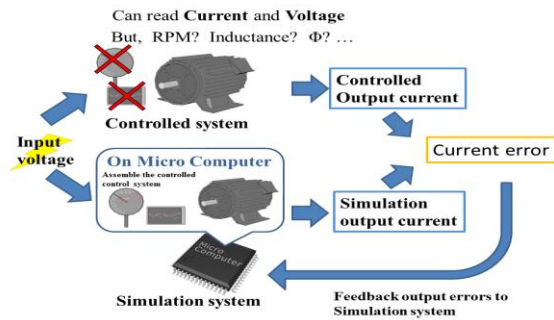 Can read Current and Voltage
But, RPM? Inductance? Φ? …
Controlled system
Controlled
Output current
Input
voltage
Current error
On Micro Computer
Assemble the controlled
control system
Simulation
output current
Micro
Computer
Simulation system
Feedback output errors to
Simulation system